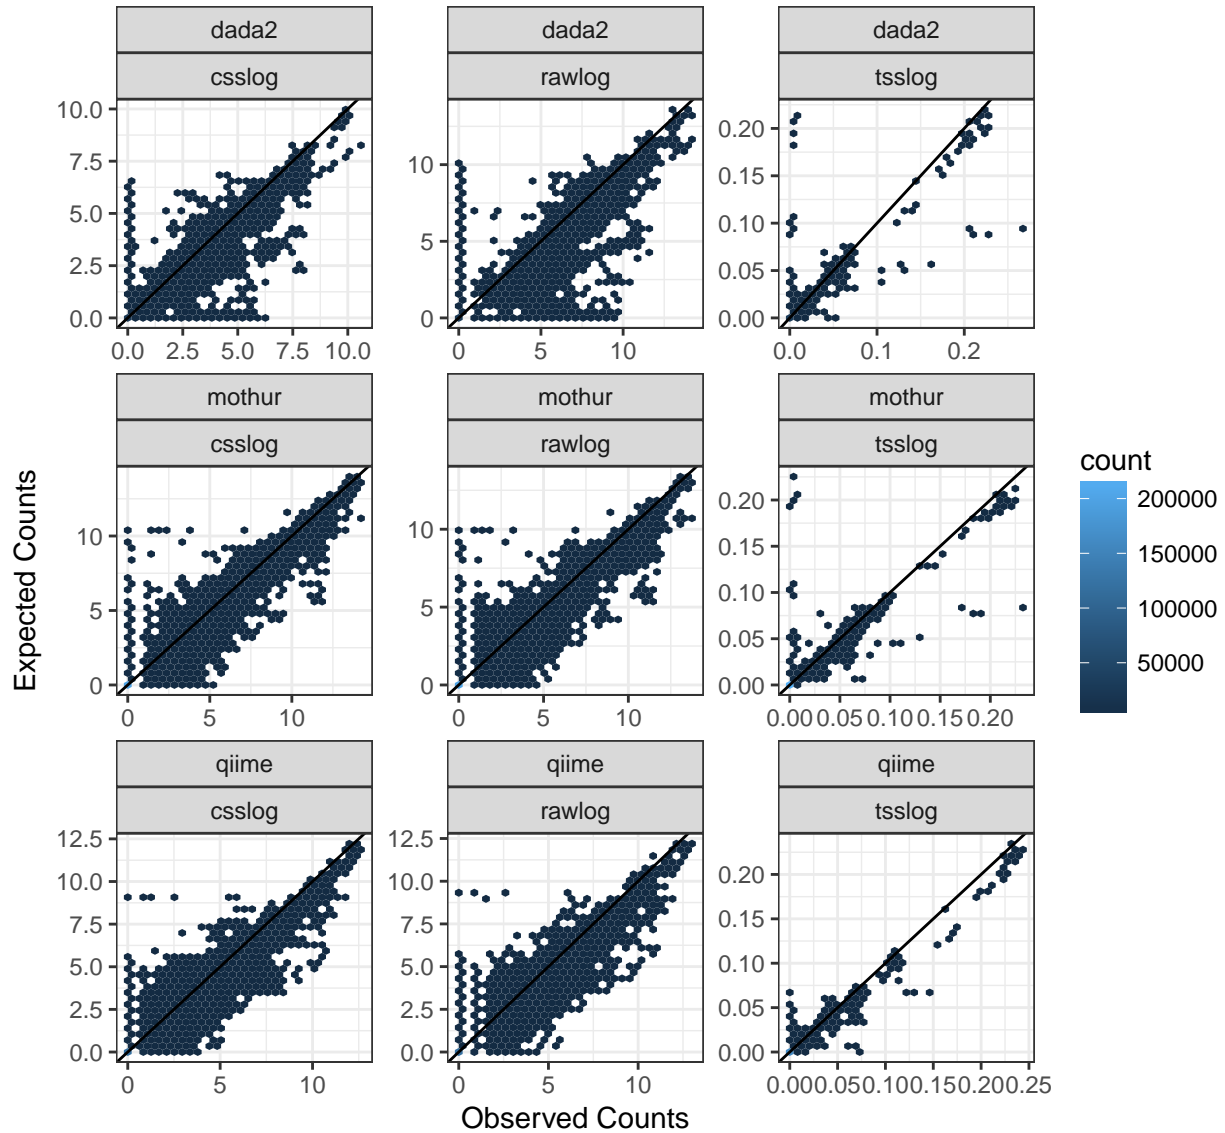 dada2 dada2 dada2
csslog rawlog tsslog
10.0
7.5
5.0
2.5
0.0
0.0 2.5 5.0 7.5 10.0
10
5
0
0 5 10
0.20
0.15
0.10
0.05
0.00
0.0 0.1 0.2
mothur mothur mothur
csslog rawlog tsslog
10
5
0
0 5 10
10
5
0
0 5 10
0.20
0.15
0.10
0.05
0.00
0.00 0.05 0.10 0.15 0.20
qiime qiime qiime
csslog rawlog tsslog
12.5
10.0
7.5
5.0
2.5
0.0
0 5 10
12.5
10.0
7.5
5.0
2.5
0.0
0 5 10
0.20
0.15
0.10
0.05
0.00
0.00 0.05 0.10 0.15 0.20 0.25
Expected Counts
Observed Counts
count
200000
150000
100000
50000